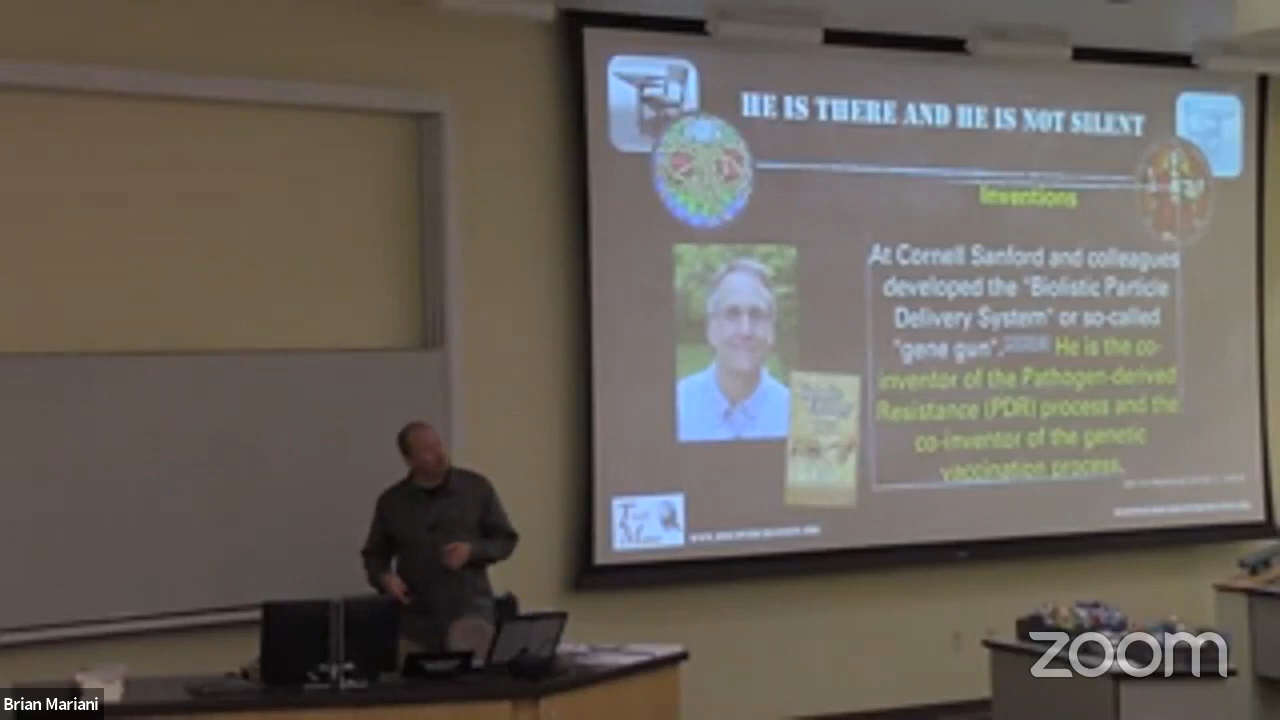 HE IS THERE AND HE IS NOT SILENT
Inventions
At Cornell Sanford and colleagues
developed the "Biolistic Particle
Delivery System" or so-called
"gene gun".
He is the co-
inventor of the Pathogen-derived
Resistance (PDR) process and the
co-inventor of the genetic
vaccination process.
zoom
Brian Mariani